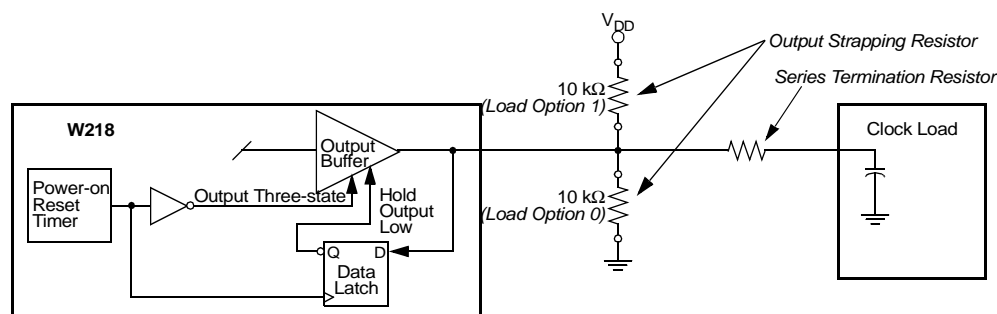 V DD
Output Strapping Resistor
Series Termination Resistor
10 kΩ
(Load Option 1)
W218
Clock Load
Output
Buffer
Power-on
Reset
Timer
Output Three-state
Hold
Output
Low
10 kΩ
(Load Option 0)
Q
D
Data
Latch